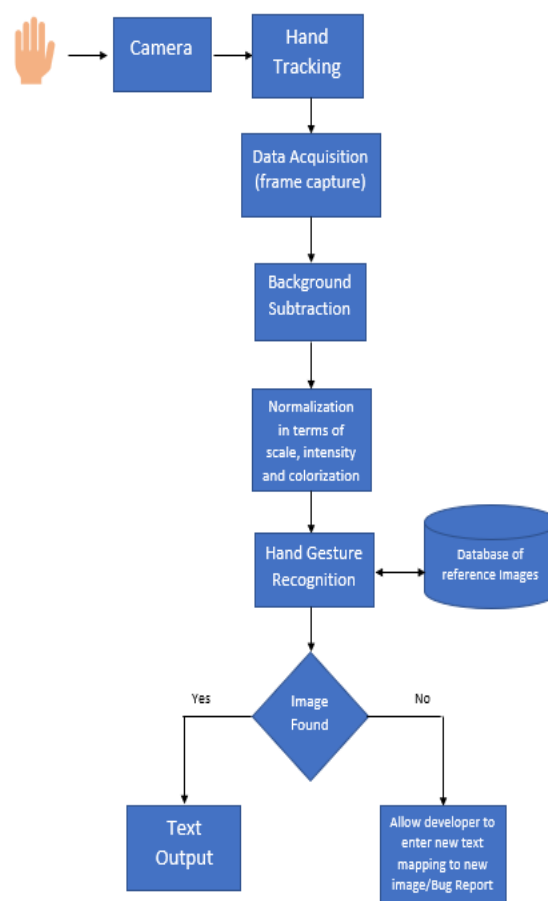 Camera
Hand
Tracking
Data Acquisition
(frame capture)
Background
Subtraction
Normalization
in terms of
scale, intensity
and colorization
Hand Gesture
Recognition
Database of
reference Images
Yes
Image
Found
No
Text
Output
Allow developer to
enter new text
mapping to new
image/Bug Report